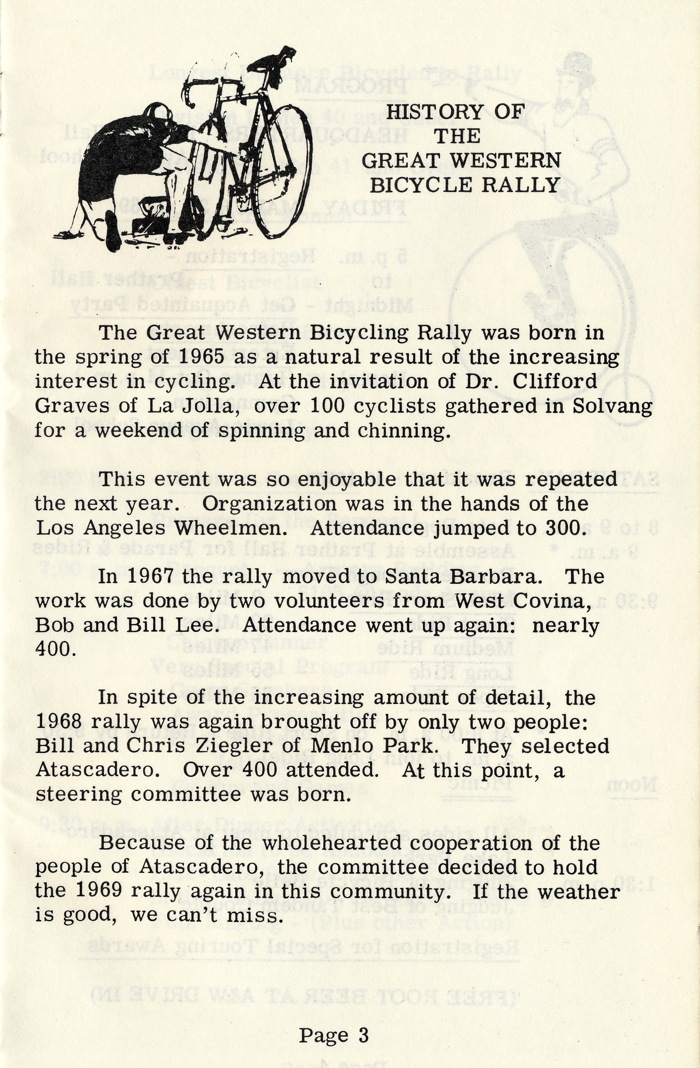 HISTORY OF
THE
GREAT WESTERN
BICYCLE RALLY
The Great Western Bicycling Rally was born in
the spring of 1965 as a natural result of the increasing
interest in cycling. At the invitation of Dr. Clifford
Graves of La Jolla, over 100 cyclists gathered in Solvang
for a weekend of spinning and chinning.
This event was so enjoyable that it was repeated
the next year. Organization was in the hands of the
Los Angeles Wheelmen. Attendance jumped to 300.
In 1967 the rally moved to Santa Barbara. The
work was done by two volunteers from West Covina,
Bob and Bill Lee. Attendance went up again: nearly
400.
In spite of the increasing amount of detail, the
1968 rally was again brought off by only two people:
Bill and Chris Ziegler of Menlo Park. They selected
Atascadero. Over 400 attended. At this point, a
steering committee was born.
Because of the wholehearted cooperation of the
people of Atascadero, the committee decided to hold
the 1969 rally again in this community. If the weather
is good, we can't miss.
Page 3